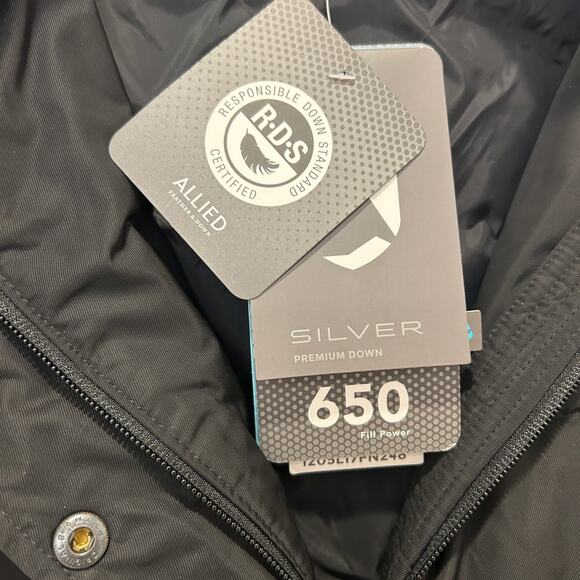 RESPONSIBLE DOWN STANDARD
R·D·S
CERTIFIED
ALLIED
FEATHER & DOWN
SILVER
PREMIUM DOWN
650
Fill Power